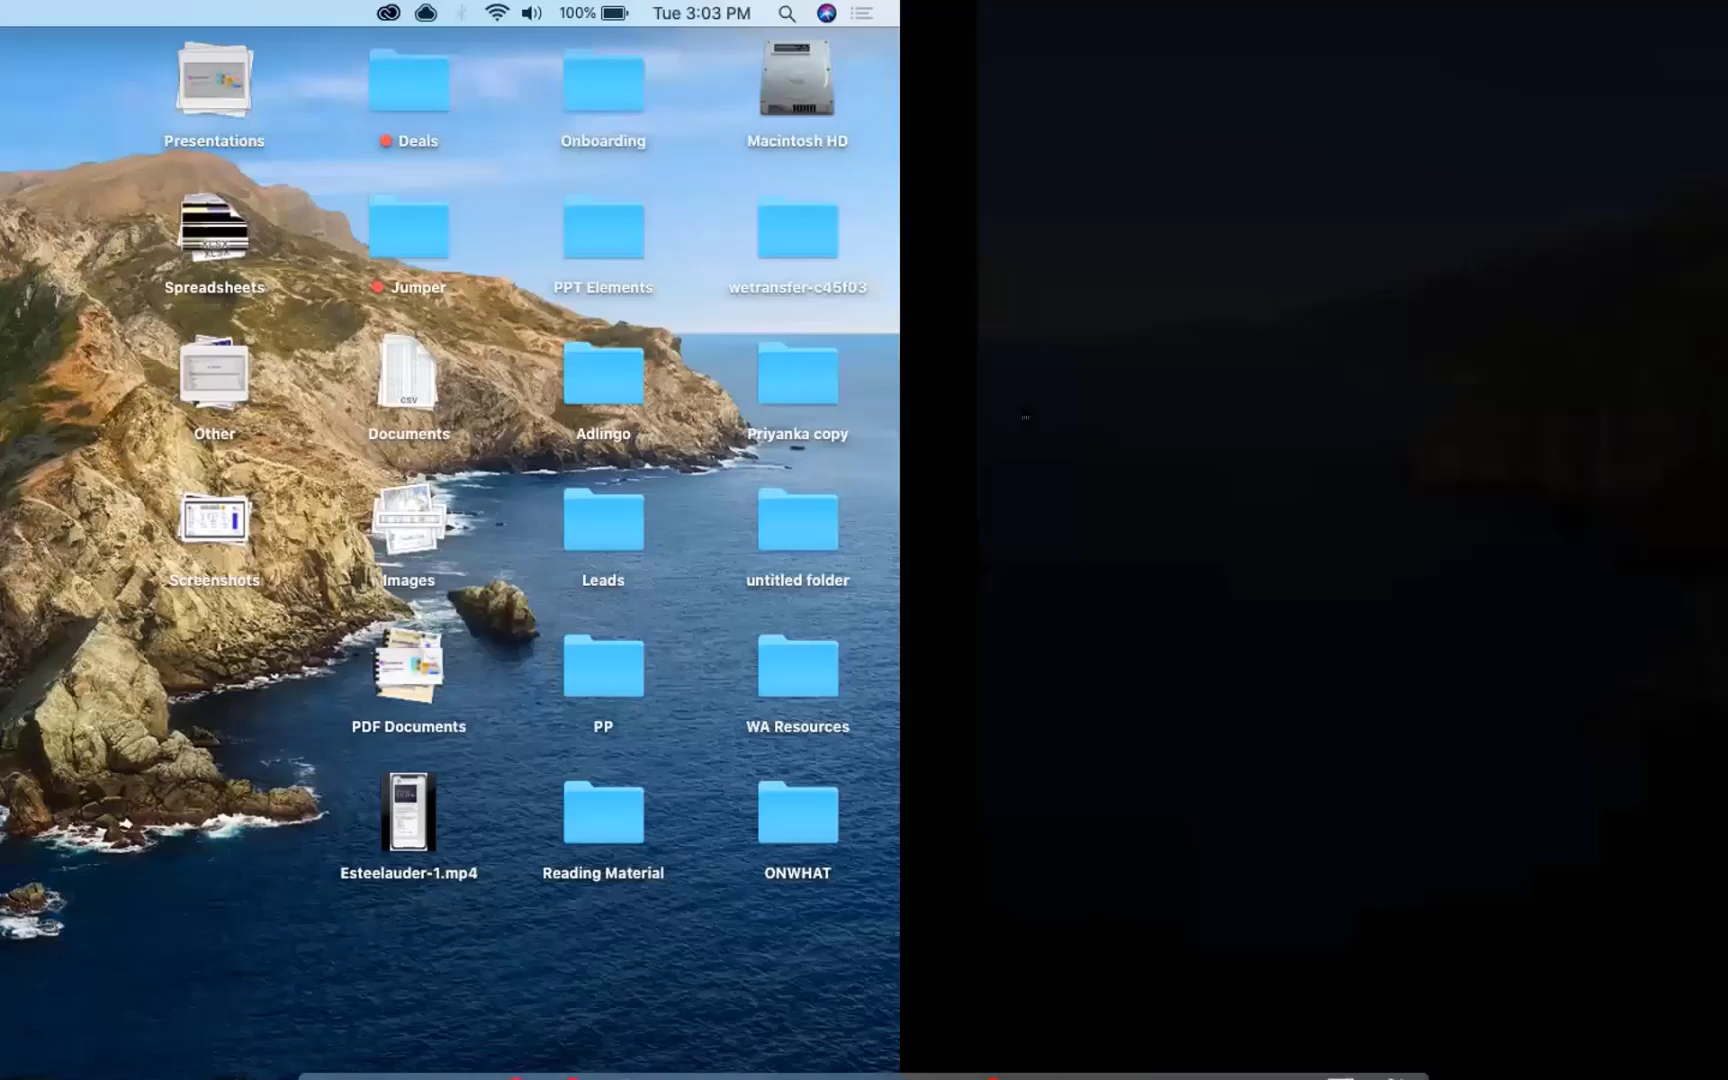 100% Tue 3:03 PM
Presentations Deals Onboarding Macintosh HD
Spreadsheets Jumper PPT Elements wetransfer-c45f03
CSV
Other Documents Adlingo Priyanka copy
Screenshots Images Leads untitled folder
PDF Documents PP WA Resources
Esteelauder-1.mp4 Reading Material ONWHAT